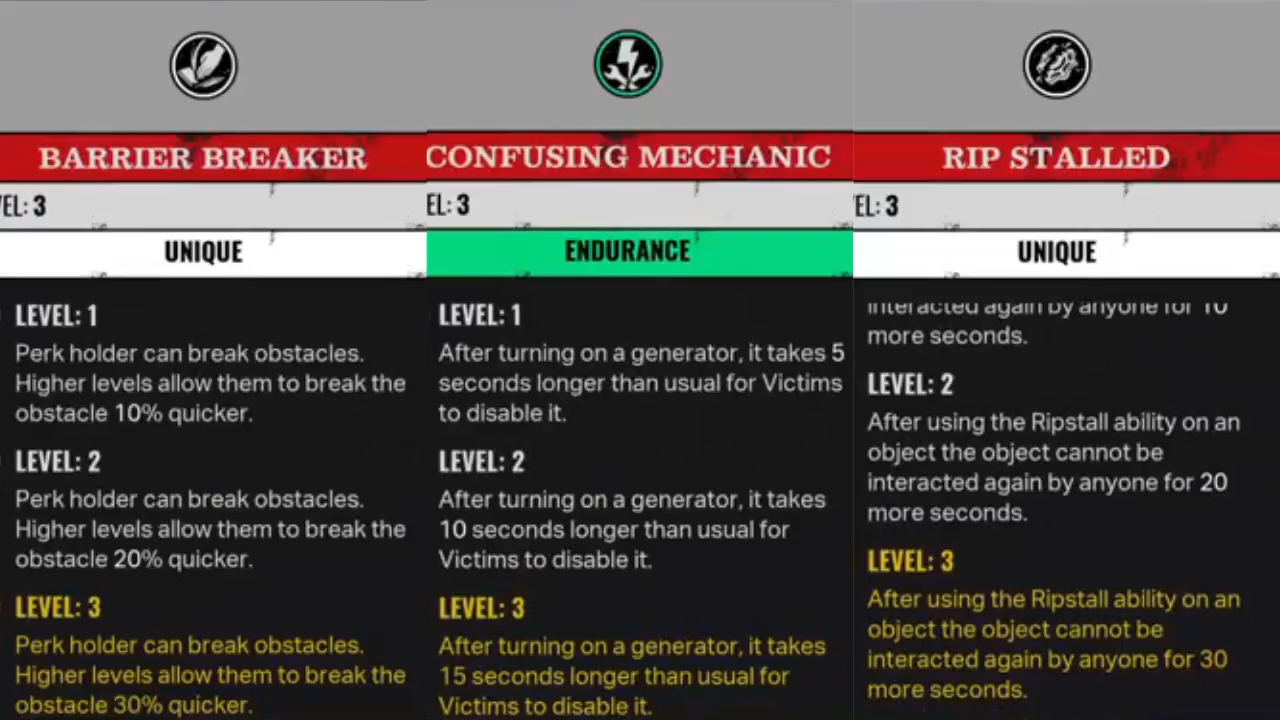 BARRIER BREAKER
EL: 3
UNIQUE
LEVEL: 1
Perk holder can break obstacles.
Higher levels allow them to break the
obstacle 10% quicker.
LEVEL: 2
Perk holder can break obstacles.
Higher levels allow them to break the
obstacle 20% quicker.
LEVEL: 3
Perk holder can break obstacles.
Higher levels allow them to break the
obstacle 30% quicker.
CONFUSING MECHANIC
EL: 3
ENDURANCE
LEVEL: 1
After turning on a generator, it takes 5
seconds longer than usual for Victims
to disable it.
LEVEL: 2
After turning on a generator, it takes
10 seconds longer than usual for
Victims to disable it.
LEVEL: 3
After turning on a generator, it takes
15 seconds longer than usual for
Victims to disable it.
RIP STALLED
EL: 3
UNIQUE
interacted again by anyone for 10
more seconds.
LEVEL: 2
After using the Ripstall ability on an
object the object cannot be
interacted again by anyone for 20
more seconds.
LEVEL: 3
After using the Ripstall ability on an
object the object cannot be
interacted again by anyone for 30
more seconds.